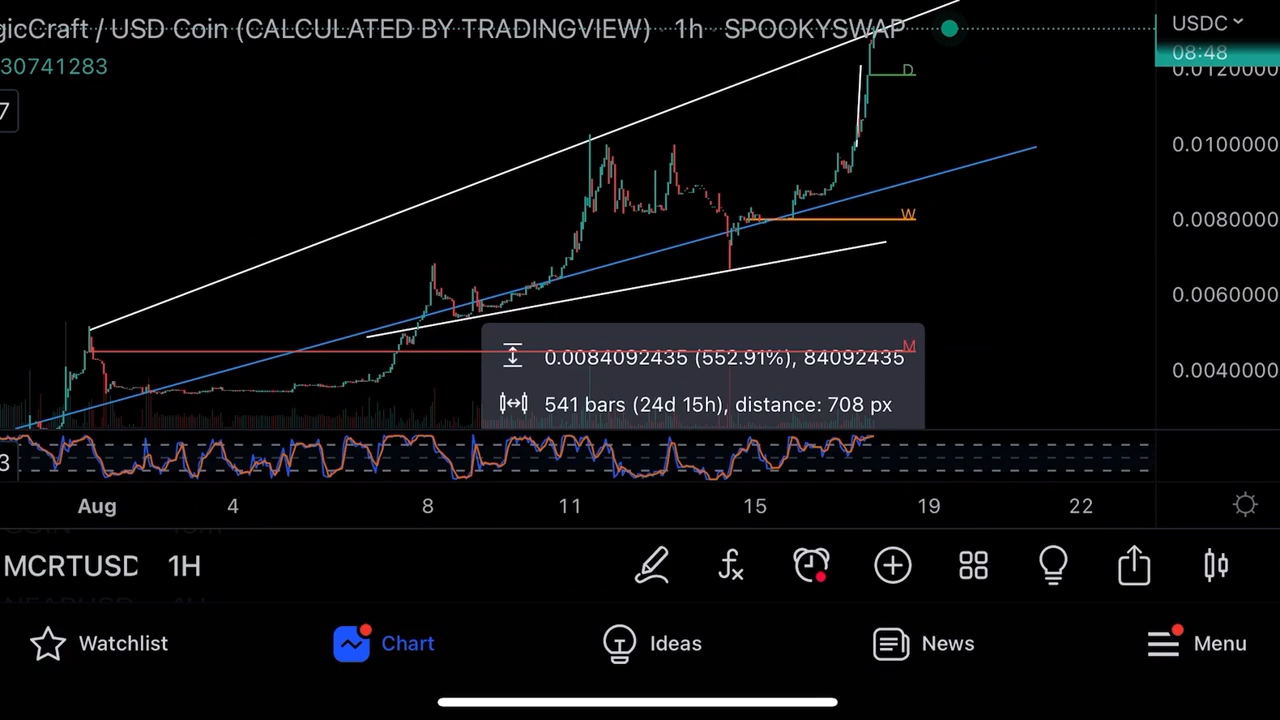 gicCraft / USD Coin (CALCULATED BY TRADINGVIEW) · 1h · SPOOKYSWAP
USDC
30741283
08:48
0.0120000
D
7
0.0100000
W
0.0080000
0.0060000
M
0.0084092435 (552.91%), 84092435
0.0040000
541 bars (24d 15h), distance: 708 px
3
Aug 4 8 11 15 19 22
MCRTUSD 1H
Watchlist Chart Ideas News Menu